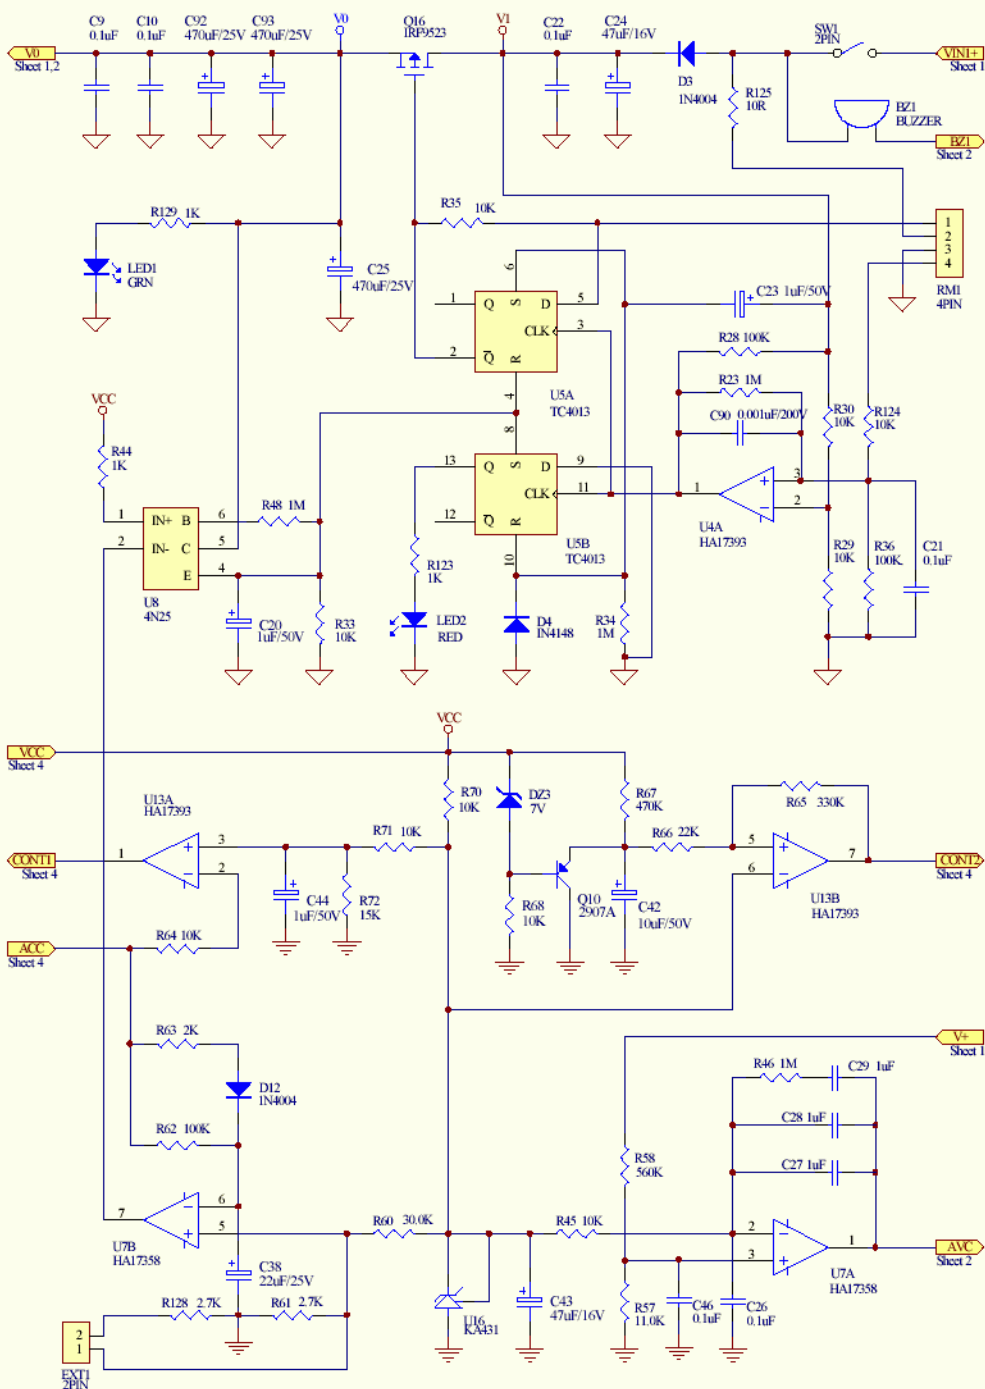 C9
0.1uF
C10
0.1uF
C92
470uF/25V
C93
470uF/25V
V0
Q16
IRF9523
V1
C22
0.1uF
C24
47uF/16V
SW1
2PIN
V0
Sheet 1,2
VIN1+
Sheet 1
D3
1N4004
R125
10R
BZ1
BUZZER
BZ1
Sheet 2
R129 1K
R35 10K
1
2
3
4
RM1
4PIN
LED1
GRN
C25
470uF/25V
6
1
Q
S
D
5
CLK
3
2
Q
R
4
U5A
TC4013
C23 1uF/50V
R28 100K
R23 1M
C90 0.001uF/200V
R30
10K
R124
10K
VCC
R44
1K
8
13
Q
S
D
9
CLK
11
12
Q
R
10
U5B
TC4013
1
3
2
U4A
HA17393
R48 1M
1
IN+
B
6
2
IN-
C
5
E
4
U8
4N25
R123
1K
R29
10K
R36
100K
C21
0.1uF
C20
1uF/50V
R33
10K
LED2
RED
D4
IN4148
R34
1M
VCC
VCC
Sheet 4
U13A
HA17393
R70
10K
DZ3
7V
R67
470K
R65 330K
R71 10K
R66 22K
CONT1
Sheet 4
1
3
2
5
6
7
CONT2
Sheet 4
C44
1uF/50V
R72
15K
R68
10K
Q10
2907A
C42
10uF/50V
U13B
HA17393
ACC
Sheet 4
R64 10K
R63 2K
V+
Sheet 1
D12
1N4004
R46 1M
C29 1uF
R62 100K
C28 1uF
R58
560K
C27 1uF
7
6
5
U7B
HA17358
R60 30.0K
R45 10K
2
3
1
AVC
Sheet 2
U7A
HA17358
C38
22uF/25V
R128 2.7K
R61 2.7K
U16
KA431
C43
47uF/16V
R57
11.0K
C46
0.1uF
C26
0.1uF
2
1
EXT1
2PIN